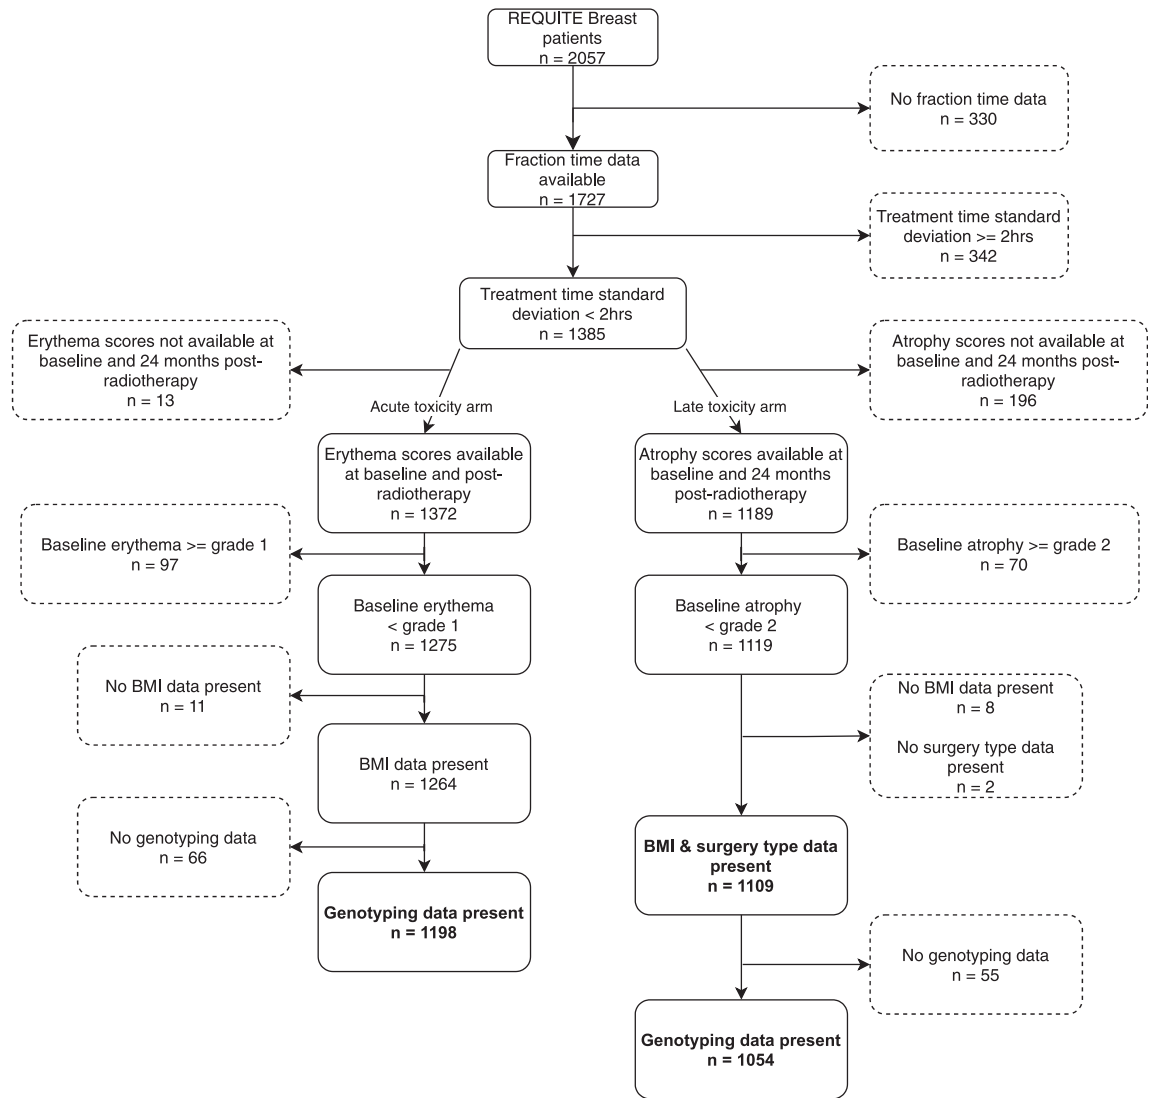 REQUITE Breast
patients
n = 2057
No fraction time data
n = 330
Fraction time data
available
n = 1727
Treatment time standard
deviation >= 2hrs
n = 342
Treatment time standard
deviation < 2hrs
n = 1385
Erythema scores not available at
baseline and 24 months post-
radiotherapy
n = 13
Atrophy scores not available at
baseline and 24 months post-
radiotherapy
n = 196
Acute toxicity arm
Late toxicity arm
Erythema scores available
at baseline and post-
radiotherapy
n = 1372
Atrophy scores available at
baseline and 24 months
post-radiotherapy
n = 1189
Baseline erythema >= grade 1
n = 97
Baseline atrophy >= grade 2
n = 70
Baseline erythema
< grade 1
n = 1275
Baseline atrophy
< grade 2
n = 1119
No BMI data present
n = 11
No BMI data present
n = 8
No surgery type data
present
n = 2
BMI data present
n = 1264
No genotyping data
n = 66
BMI & surgery type data
present
n = 1109
Genotyping data present
n = 1198
No genotyping data
n = 55
Genotyping data present
n = 1054